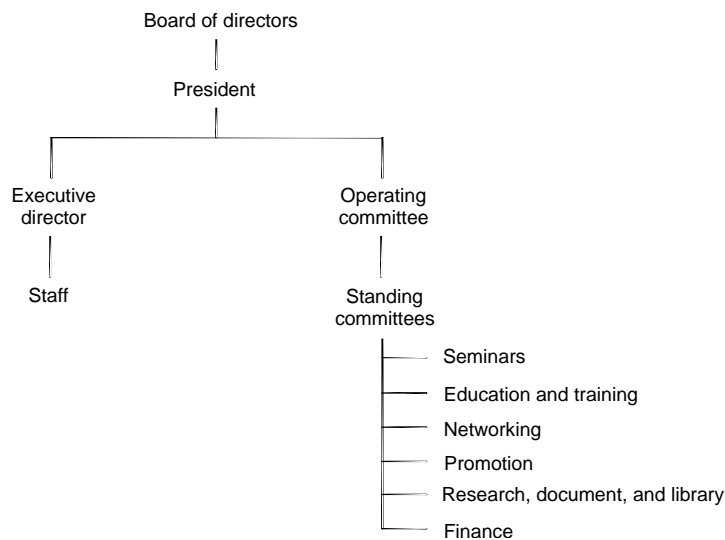 Board of directors
President
Executive
director
Operating
committee
Staff
Standing
committees
Seminars
Education and training
Networking
Promotion
Research, document, and library
Finance